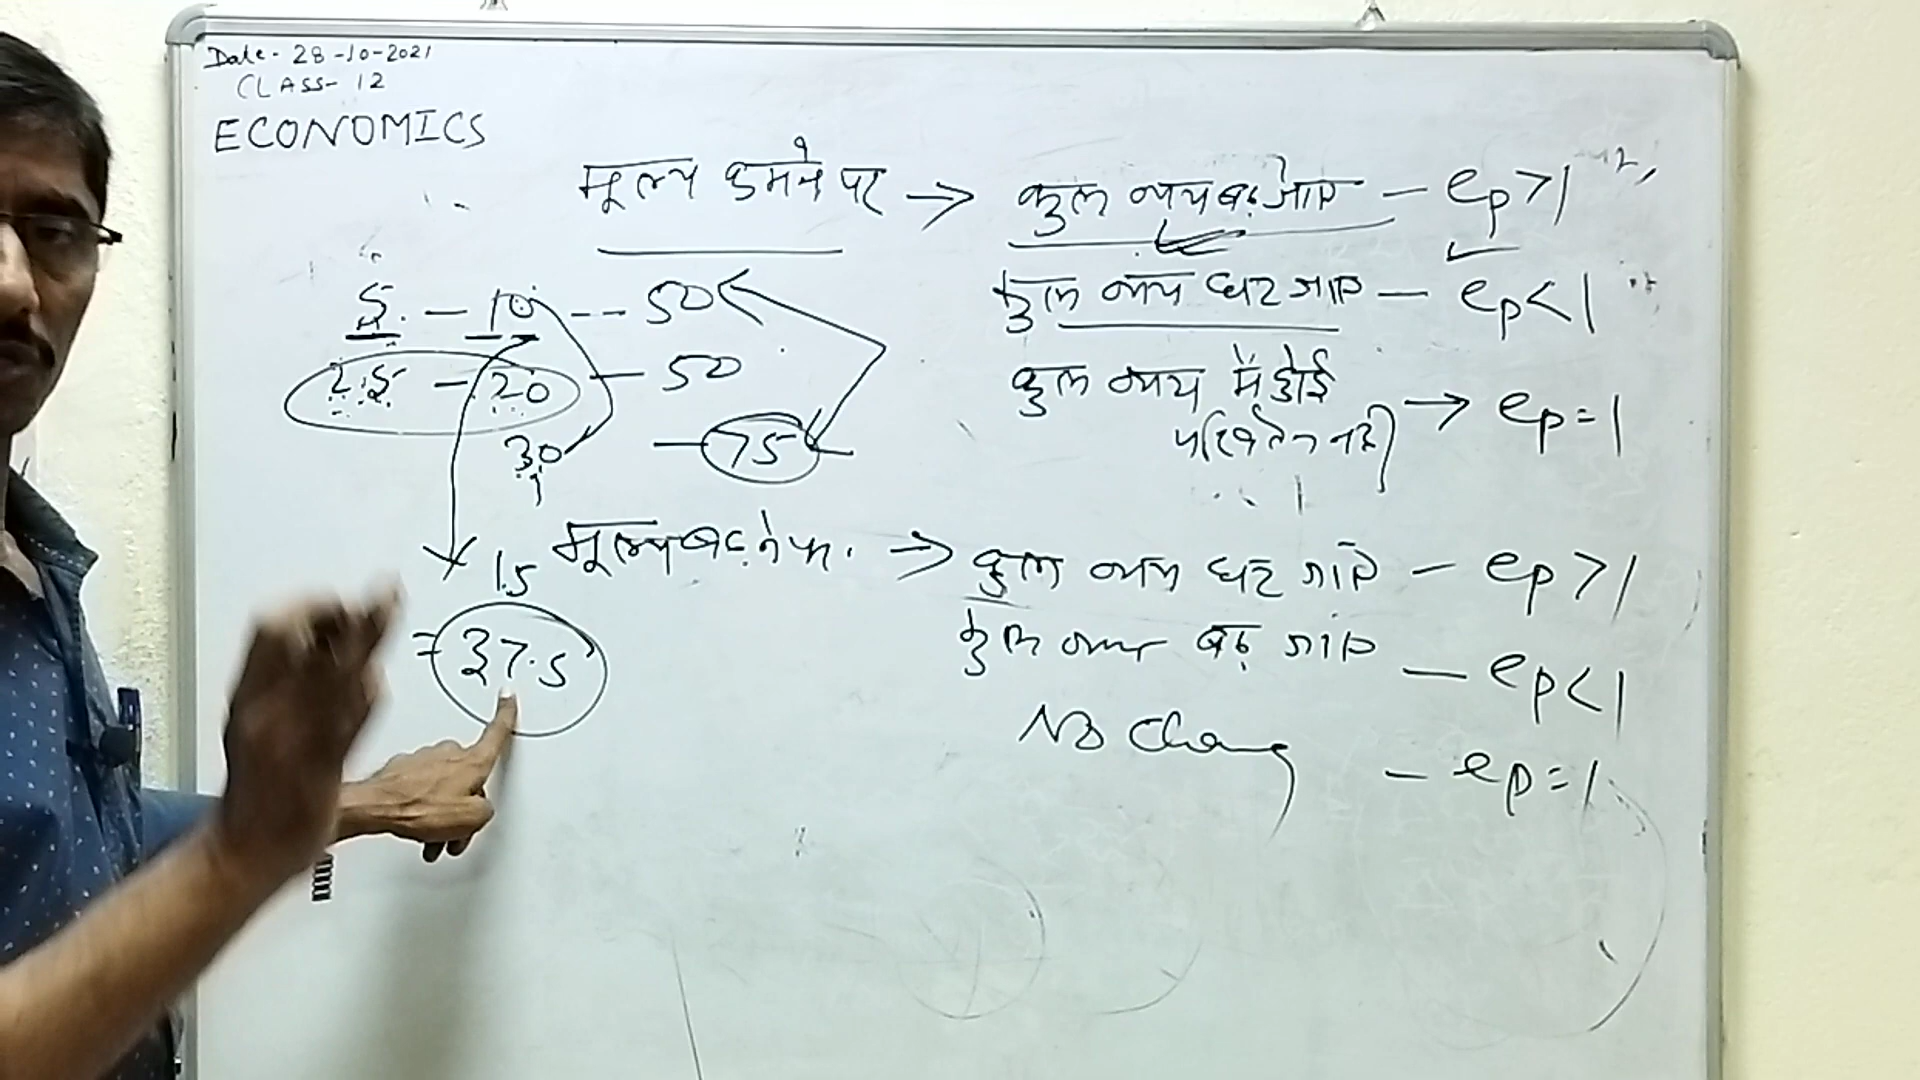 Date- 28-10-2021
CLASS- 12
ECONOMICS
मूल्य कमने पर → कुल व्यय बढ़ जाए — ep>1
कुल व्यय घट जाए — ep<1
कुल व्यय में कोई
परिवर्तन नहीं → ep=1
5. — 10 --- 50
2.5 — 20 — 50
30 — 75
15
= 37.5
मूल्य बढ़ने पर → कुल व्यय घट जाए — ep>1
कुल व्यय बढ़ जाए — ep<1
No Chang — ep=1